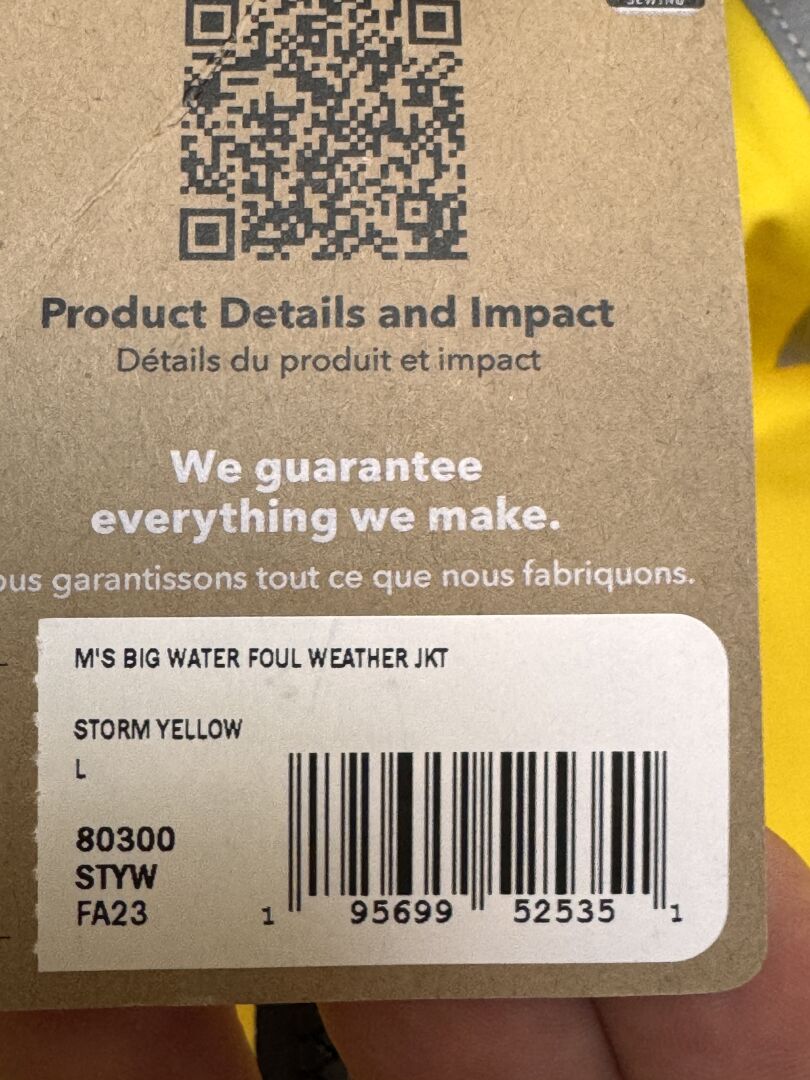 SEWING
Product Details and Impact
Détails du produit et impact
We guarantee
everything we make.
ous garantissons tout ce que nous fabriquons.
M'S BIG WATER FOUL WEATHER JKT
STORM YELLOW
L
80300
STYW
FA23
1 95699 52535 1